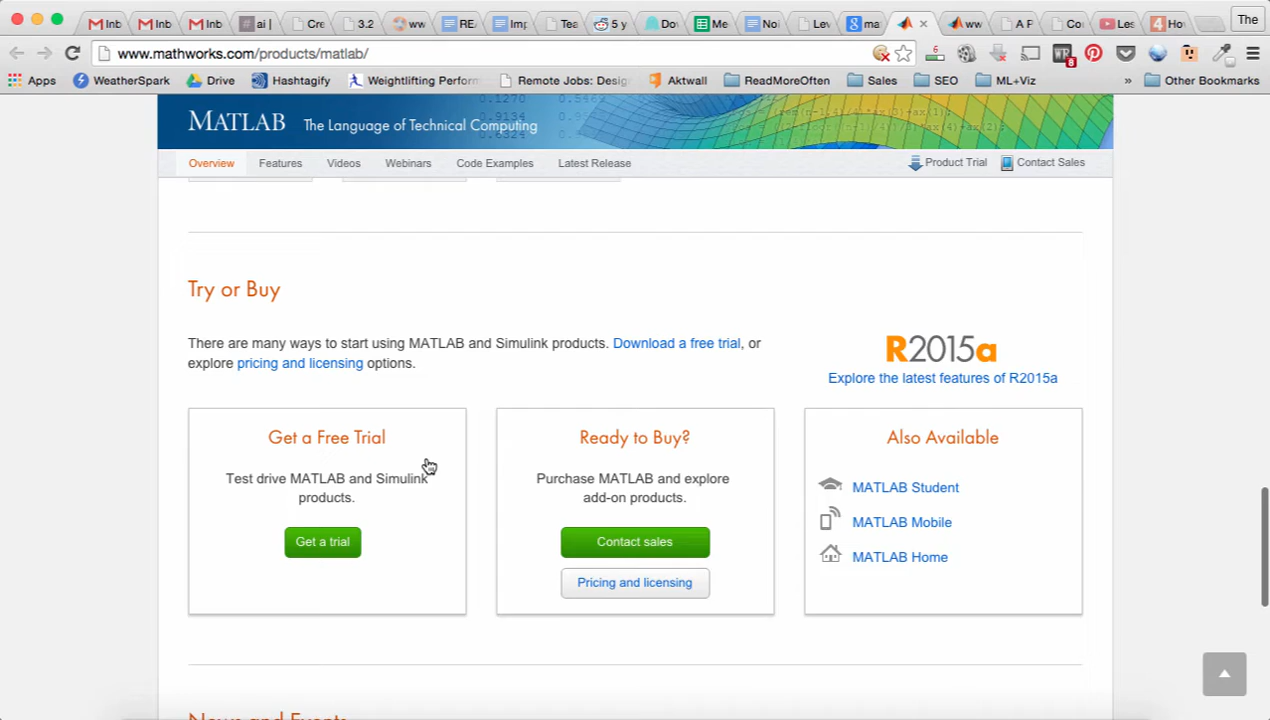 Inb
Inb
Inb
ai |
Cre
3.2
ww
RE
Imp
Tea
5 y
Dov
Me
Noi
Lev
ma
ww
A P
Co
Les
Ho
The
www.mathworks.com/products/matlab/
6
8
Apps
WeatherSpark
Drive
Hashtagify
Weightlifting Perform
Remote Jobs: Desig
Aktwall
ReadMoreOften
Sales
SEO
ML+Viz
»
Other Bookmarks
MATLAB The Language of Technical Computing
Overview Features Videos Webinars Code Examples Latest Release Product Trial Contact Sales
Try or Buy
There are many ways to start using MATLAB and Simulink products. Download a free trial, or
explore pricing and licensing options.
R2015a
Explore the latest features of R2015a
Get a Free Trial
Test drive MATLAB and Simulink
products.
Get a trial
Ready to Buy?
Purchase MATLAB and explore
add-on products.
Contact sales
Pricing and licensing
Also Available
MATLAB Student
MATLAB Mobile
MATLAB Home
News and Events